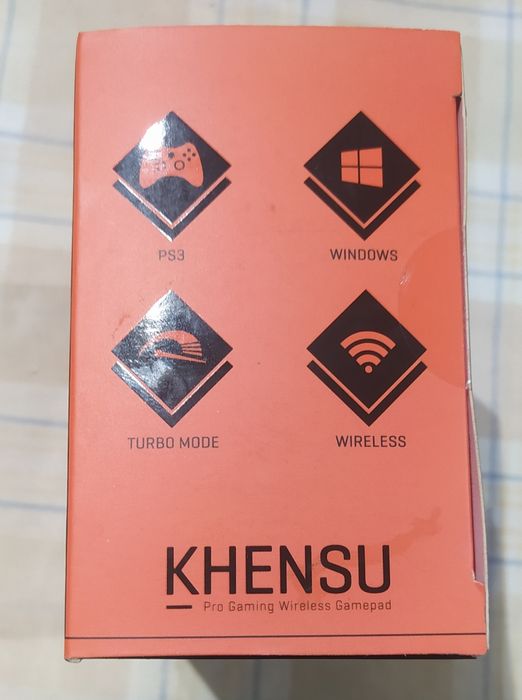 PS3
WINDOWS
TURBO MODE
WIRELESS
KHENSU
Pro Gaming Wireless Gamepad